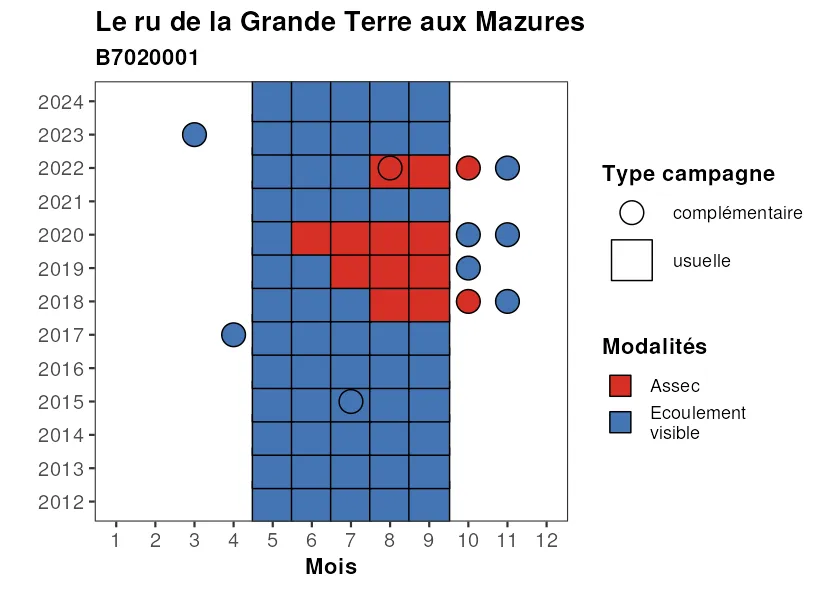 Le ru de la Grande Terre aux Mazures
B7020001
2024
2023
2022
2021
2020
2019
2018
2017
2016
2015
2014
2013
2012
1 2 3 4 5 6 7 8 9 10 11 12
Mois
Type campagne
complémentaire
usuelle
Modalités
Assec
Ecoulement
visible